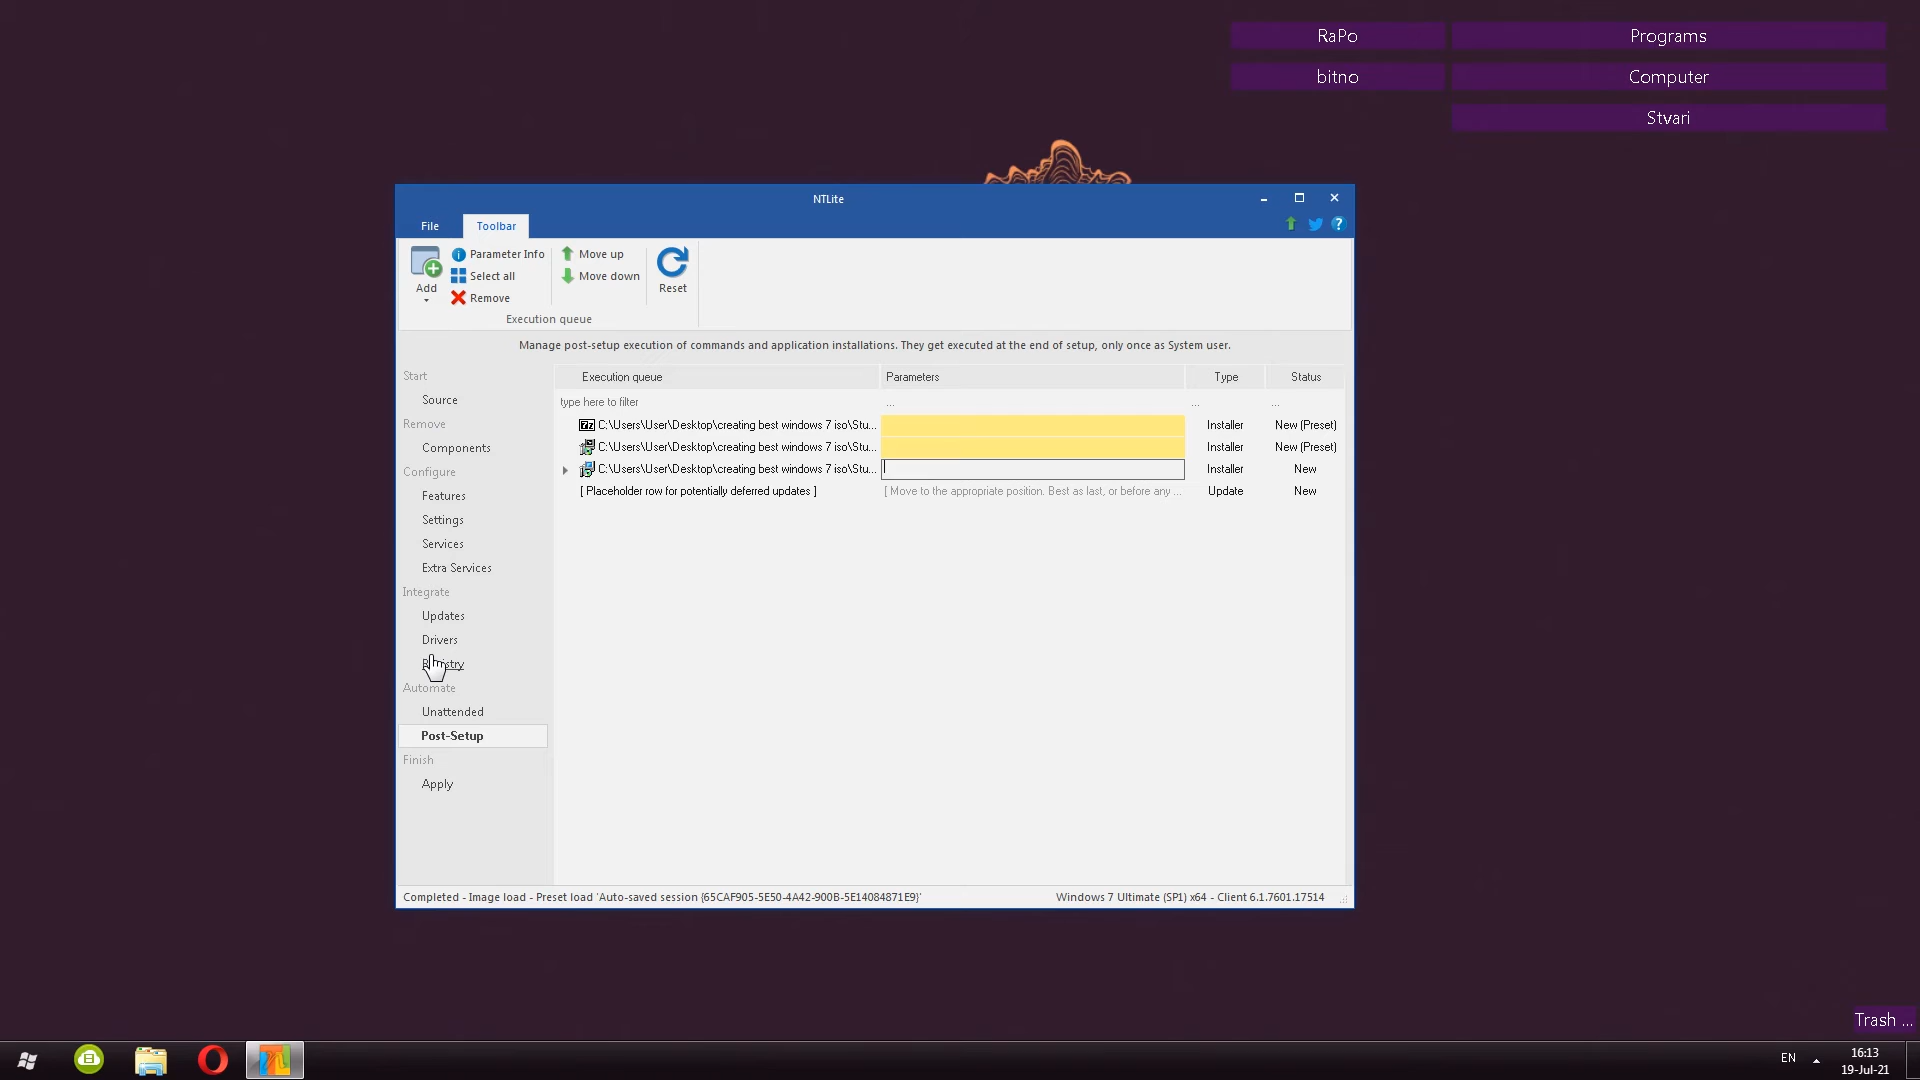 RaPo
Programs
bitno
Computer
Stvari
NTLite
File
Toolbar
Add
Parameter Info
Select all
Remove
Move up
Move down
Reset
Execution queue
Manage post-setup execution of commands and application installations. They get executed at the end of setup, only once as System user.
Start
Source
Remove
Components
Configure
Features
Settings
Services
Extra Services
Integrate
Updates
Drivers
Automate
Unattended
Post-Setup
Finish
Apply
Execution queue Parameters Type Status
type here to filter ... ... ...
C:\Users\User\Desktop\creating best windows 7 iso\Stu... Installer New (Preset)
C:\Users\User\Desktop\creating best windows 7 iso\Stu... Installer New (Preset)
C:\Users\User\Desktop\creating best windows 7 iso\Stu... Installer New
[ Placeholder row for potentially deferred updates ] [ Move to the appropriate position. Best as last, or before any ... Update New
Completed - Image load - Preset load 'Auto-saved session {65CAF905-5E50-4A42-900B-5E14084871E9}'
Windows 7 Ultimate (SP1) x64 - Client 6.1.7601.17514
Trash ...
EN
16:13
19-Jul-21